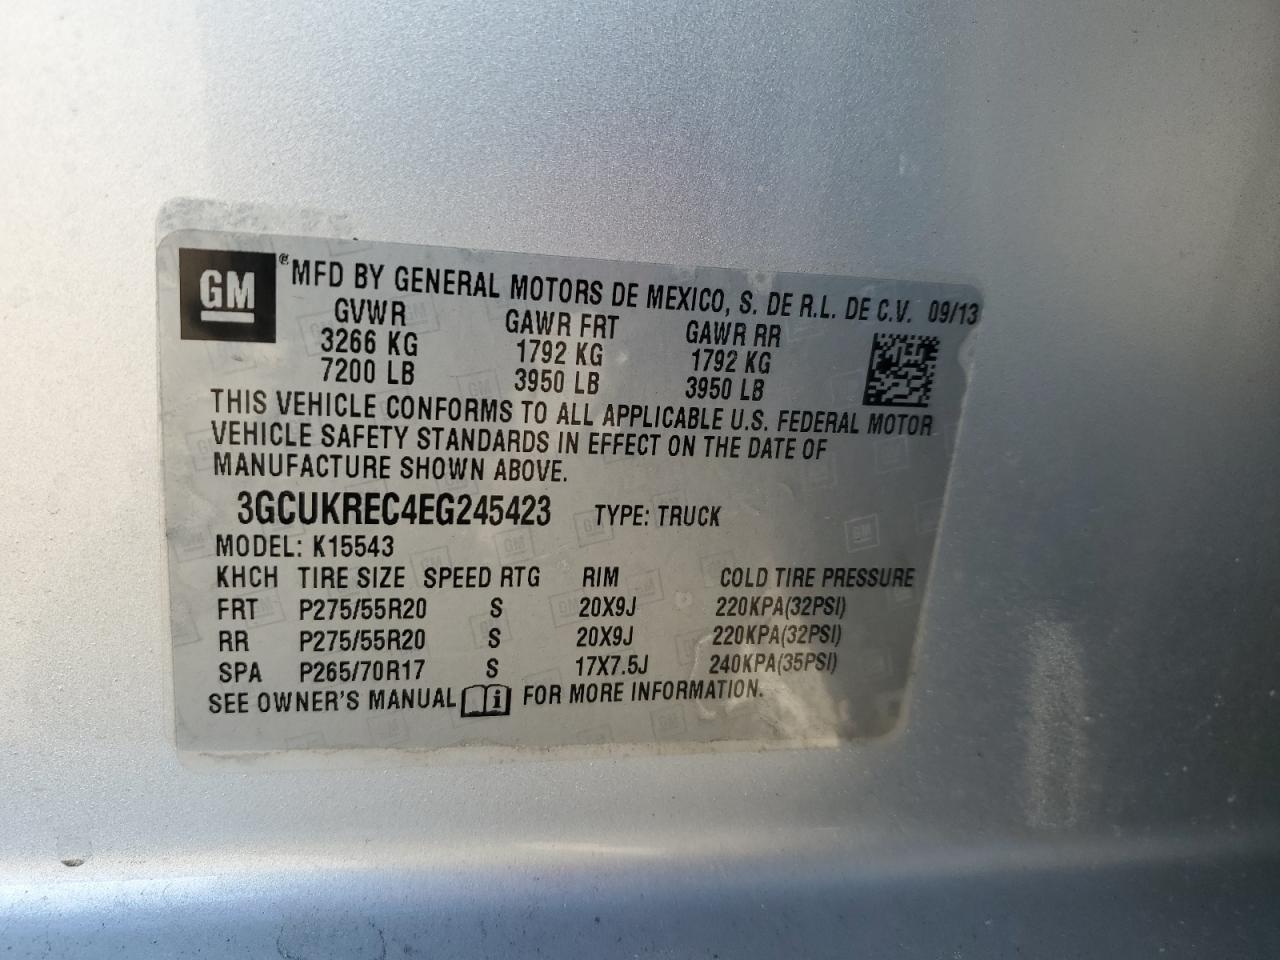 GM ® MFD BY GENERAL MOTORS DE MEXICO, S. DE R.L. DE C.V. 09/13
GVWR GAWR FRT GAWR RR
3266 KG 1792 KG 1792 KG
7200 LB 3950 LB 3950 LB
THIS VEHICLE CONFORMS TO ALL APPLICABLE U.S. FEDERAL MOTOR
VEHICLE SAFETY STANDARDS IN EFFECT ON THE DATE OF
MANUFACTURE SHOWN ABOVE.
3GCUKREC4EG245423 TYPE: TRUCK
MODEL: K15543
KHCH TIRE SIZE SPEED RTG RIM COLD TIRE PRESSURE
FRT P275/55R20 S 20X9J 220KPA(32PSI)
RR P275/55R20 S 20X9J 220KPA(32PSI)
SPA P265/70R17 S 17X7.5J 240KPA(35PSI)
SEE OWNER'S MANUAL i FOR MORE INFORMATION.